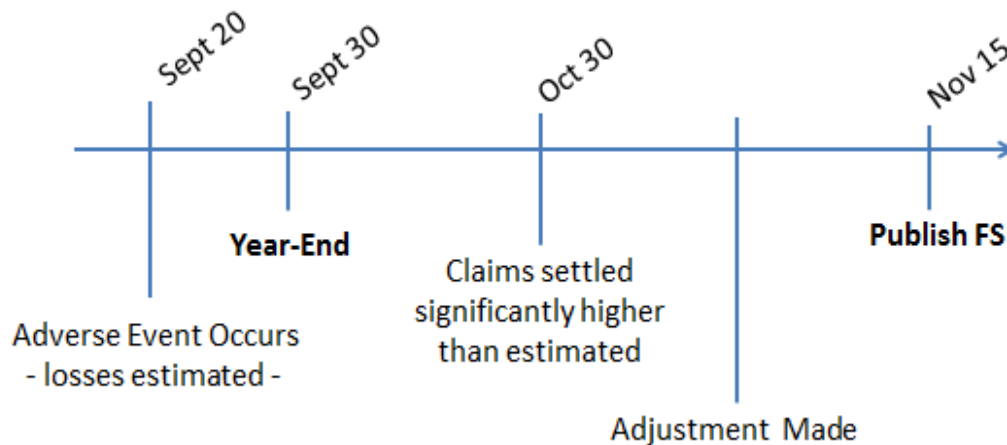 Sept 20
Sept 30
Oct 30
Nov 15
Year-End
Publish FS
Adverse Event Occurs
- losses estimated -
Claims settled
significantly higher
than estimated
Adjustment Made